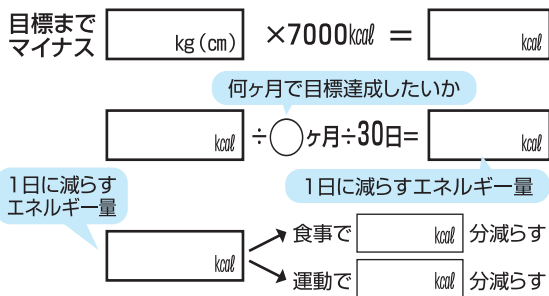 目標まで
マイナス
kg(cm) ×7000kcal = kcal
何ヶ月で目標達成したいか
kcal ÷○ヶ月÷30日= kcal
1日に減らす
エネルギー量
1日に減らすエネルギー量
kcal
食事で kcal 分減らす
運動で kcal 分減らす